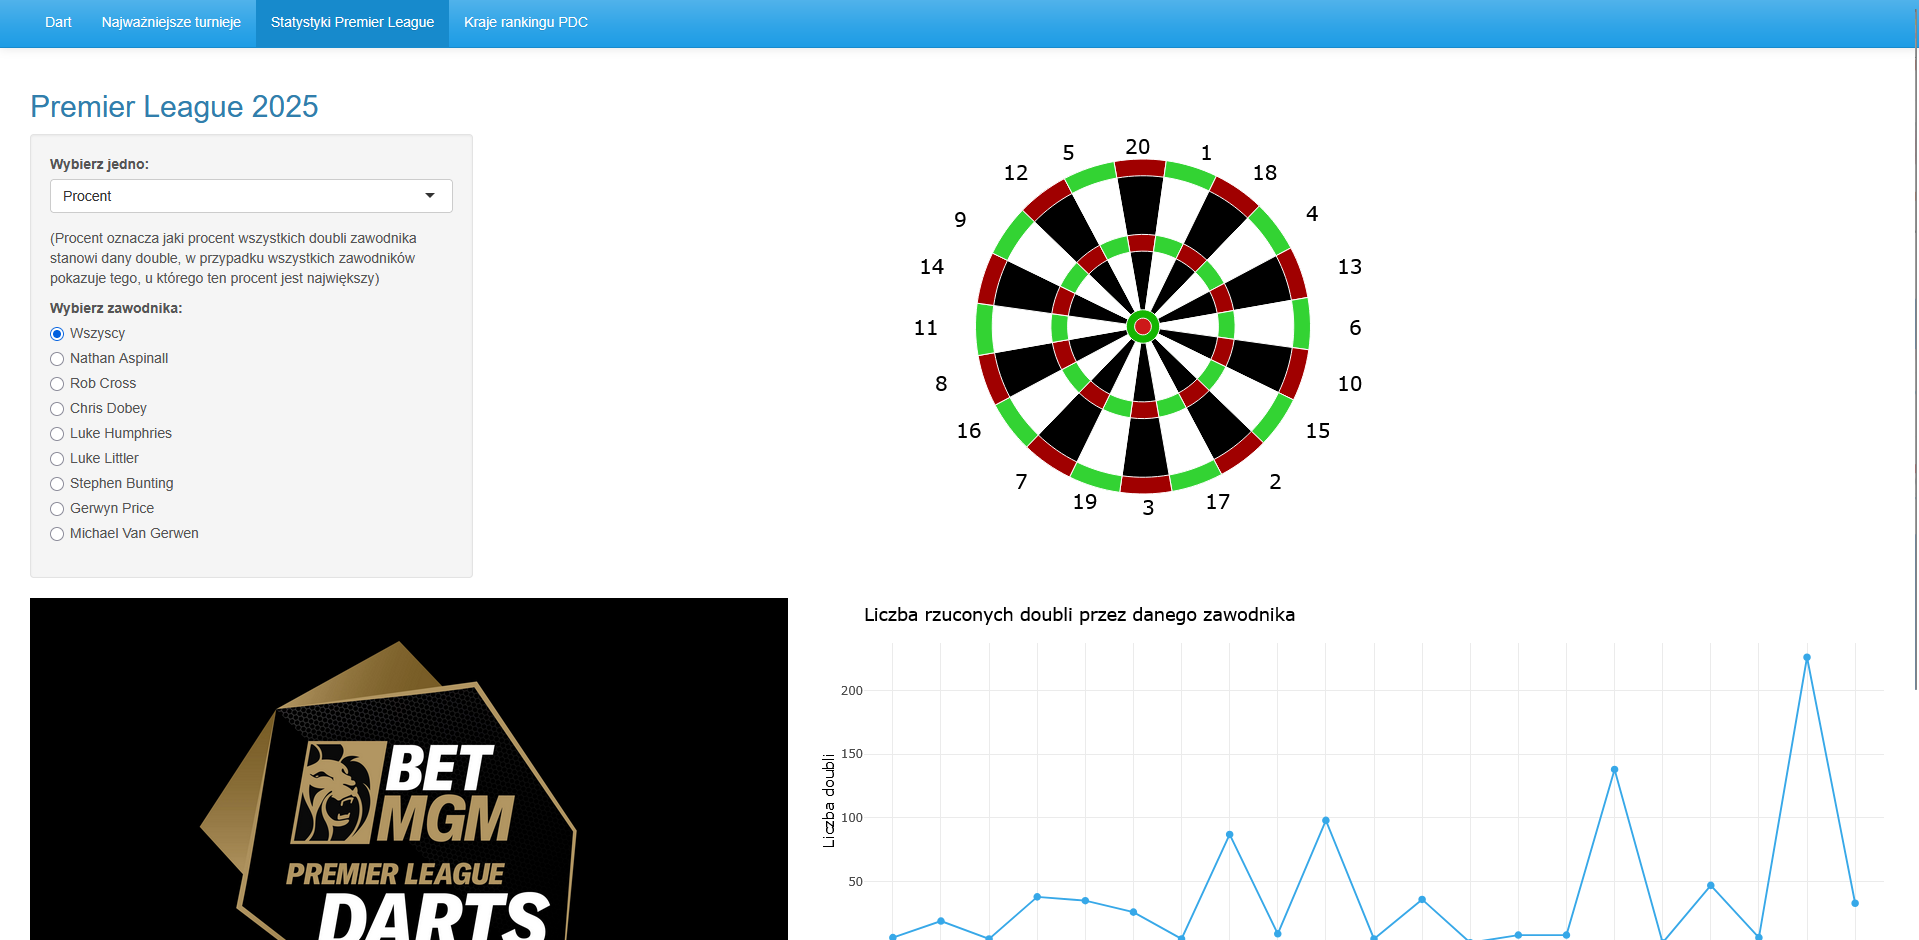 Dart Najważniejsze turnieje Statystyki Premier League Kraje rankingu PDC
Premier League 2025
Wybierz jedno:
Procent
(Procent oznacza jaki procent wszystkich doubli zawodnika
stanowi dany double, w przypadku wszystkich zawodników
pokazuje tego, u którego ten procent jest największy)
Wybierz zawodnika:
Wszyscy
Nathan Aspinall
Rob Cross
Chris Dobey
Luke Humphries
Luke Littler
Stephen Bunting
Gerwyn Price
Michael Van Gerwen
20
1
18
4
13
6
10
15
2
17
3
19
7
16
8
11
14
9
12
5
BET
MGM
PREMIER LEAGUE
DARTS
Liczba rzuconych doubli przez danego zawodnika
Liczba doubli
200
150
100
50